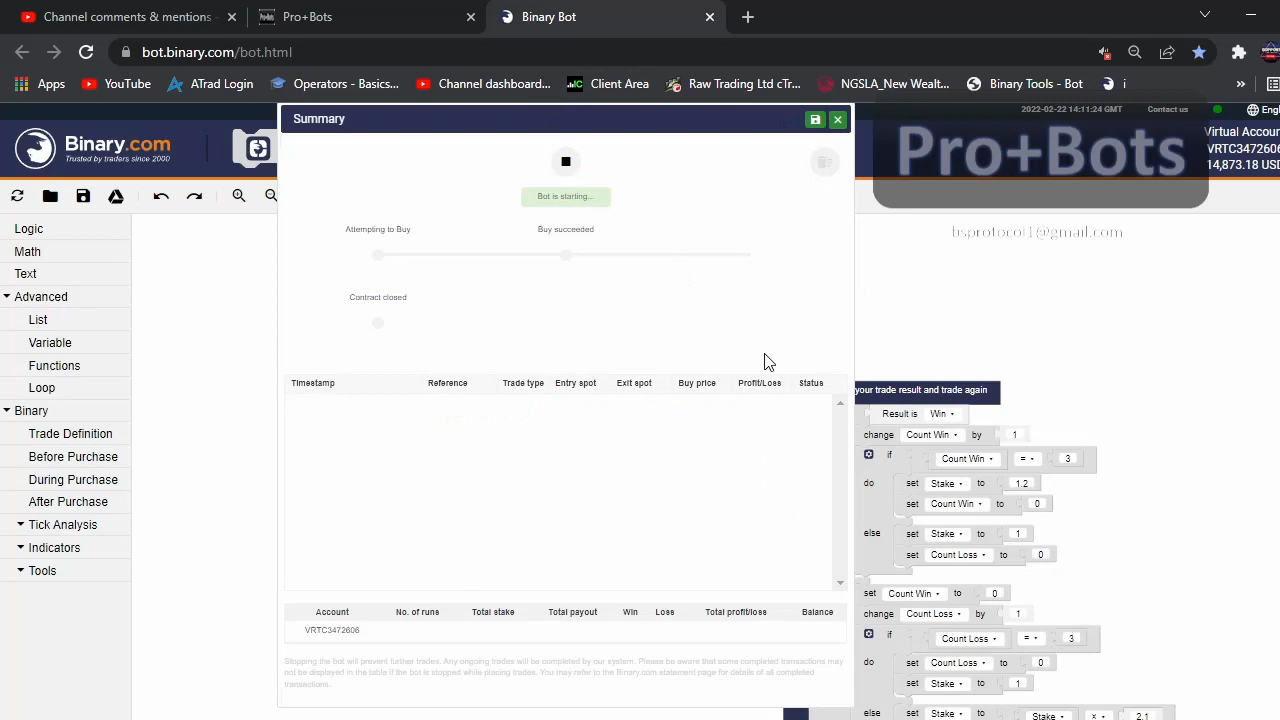 Channel comments & mentions -
Pro+Bots
Binary Bot
bot.binary.com/bot.html
Apps
YouTube
ATrad Login
Operators - Basics...
Channel dashboard...
Client Area
Raw Trading Ltd cTr...
NGSLA_New Wealt...
Binary Tools - Bot
i
»
2022-02-22 14:11:24 GMT
Contact us
Binary.com
Trusted by traders since 2000
Virtual Accou
VRTC3472606
14,873.18 USD
Pro+Bots
bsprotocol1@gmail.com
Logic
Math
Text
Advanced
List
Variable
Functions
Loop
Binary
Trade Definition
Before Purchase
During Purchase
After Purchase
Tick Analysis
Indicators
Tools
Summary
Bot is starting...
Attempting to Buy
Buy succeeded
Contract closed
Timestamp Reference Trade type Entry spot Exit spot Buy price Profit/Loss Status
Account No. of runs Total stake Total payout Win Loss Total profit/loss Balance
VRTC3472606
Stopping the bot will prevent further trades. Any ongoing trades will be completed by our system. Please be aware that some completed transactions may
not be displayed in the table if the bot is stopped while placing trades. You may refer to the Binary.com statement page for details of all completed
transactions.
your trade result and trade again
Result is Win
change Count Win by 1
if Count Win = 3
do set Stake to 1.2
set Count Win to 0
else set Stake to 1
set Count Loss to 0
set Count Win to 0
change Count Loss by 1
if Count Loss = 3
do set Count Loss to 0
set Stake to 1
else set Stake to Stake × 2.1